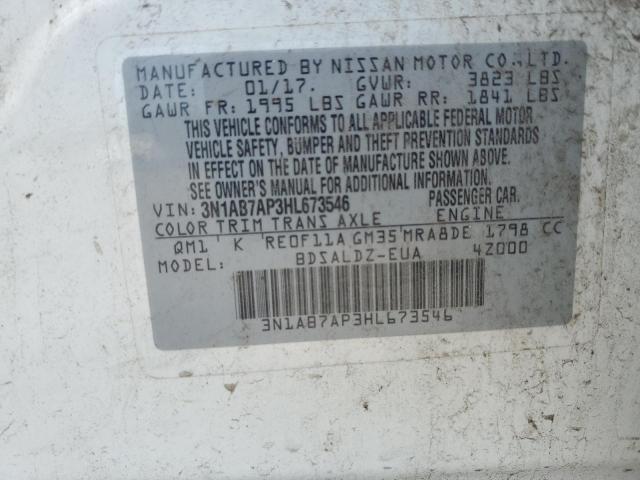 MANUFACTURED BY NISSAN MOTOR CO., LTD.
DATE: 01/17. GVWR: 3823 LBS
GAWR FR: 1995 LBS GAWR RR: 1841 LBS
THIS VEHICLE CONFORMS TO ALL APPLICABLE FEDERAL MOTOR
VEHICLE SAFETY, BUMPER AND THEFT PREVENTION STANDARDS
IN EFFECT ON THE DATE OF MANUFACTURE SHOWN ABOVE.
SEE OWNER'S MANUAL FOR ADDITIONAL INFORMATION.
VIN: 3N1AB7AP3HL673546 PASSENGER CAR.
COLOR TRIM TRANS AXLE ENGINE
QM1 K RE0F11A GM35 MRA8DE 1798 CC
MODEL: BDSALDZ-EUA 42000
3N1AB7AP3HL673546